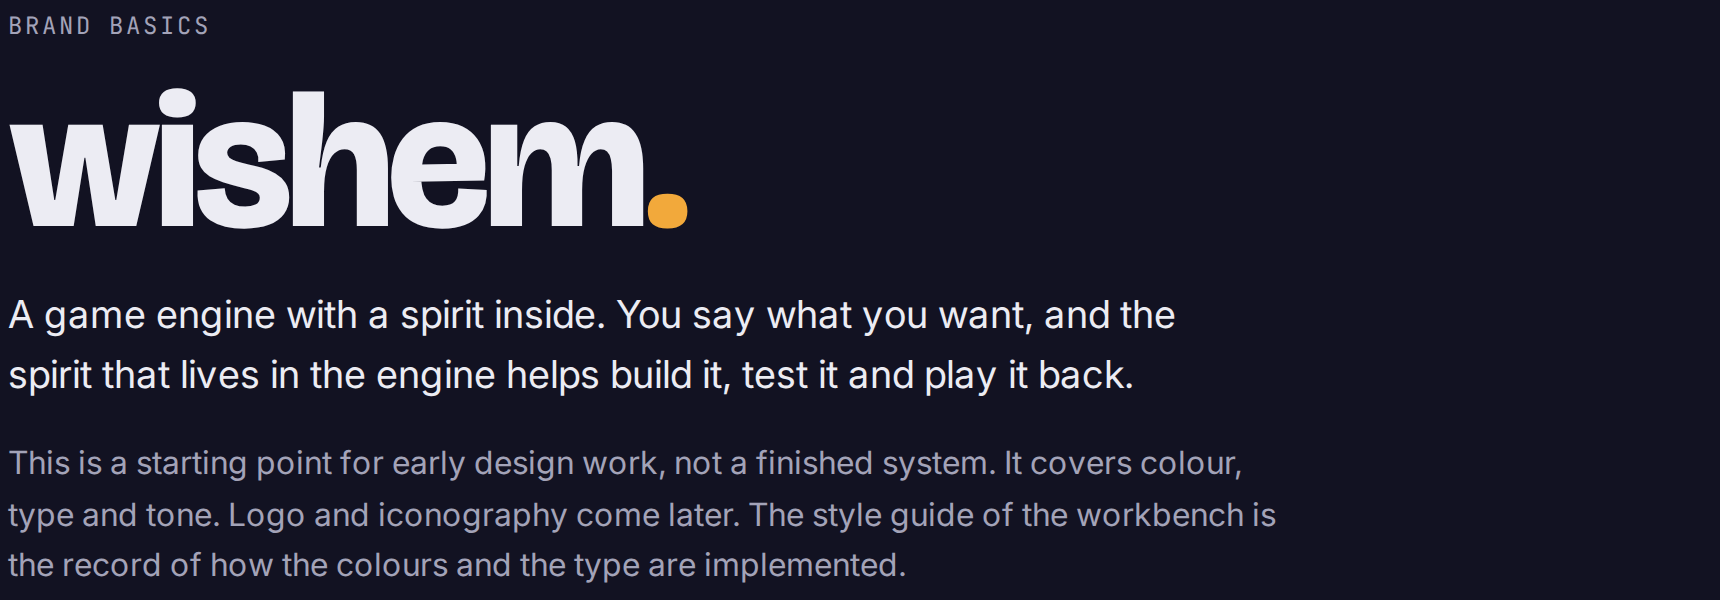 BRAND BASICS
wishem.
A game engine with a spirit inside. You say what you want, and the
spirit that lives in the engine helps build it, test it and play it back.
This is a starting point for early design work, not a finished system. It covers colour,
type and tone. Logo and iconography come later. The style guide of the workbench is
the record of how the colours and the type are implemented.